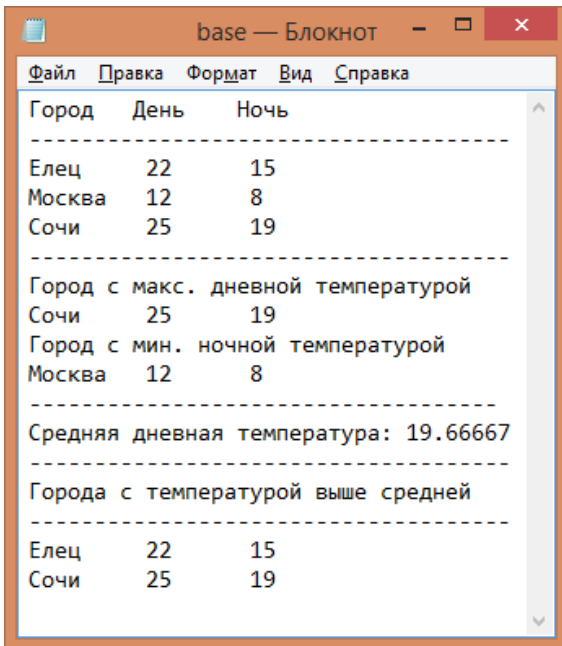 base — Блокнот
Файл Правка Формат Вид Справка
Город День Ночь
------------------------------------
Елец 22 15
Москва 12 8
Сочи 25 19
------------------------------------
Город с макс. дневной температурой
Сочи 25 19
Город с мин. ночной температурой
Москва 12 8
-----------------------------------
Средняя дневная температура: 19.66667
------------------------------------
Города с температурой выше средней
------------------------------------
Елец 22 15
Сочи 25 19